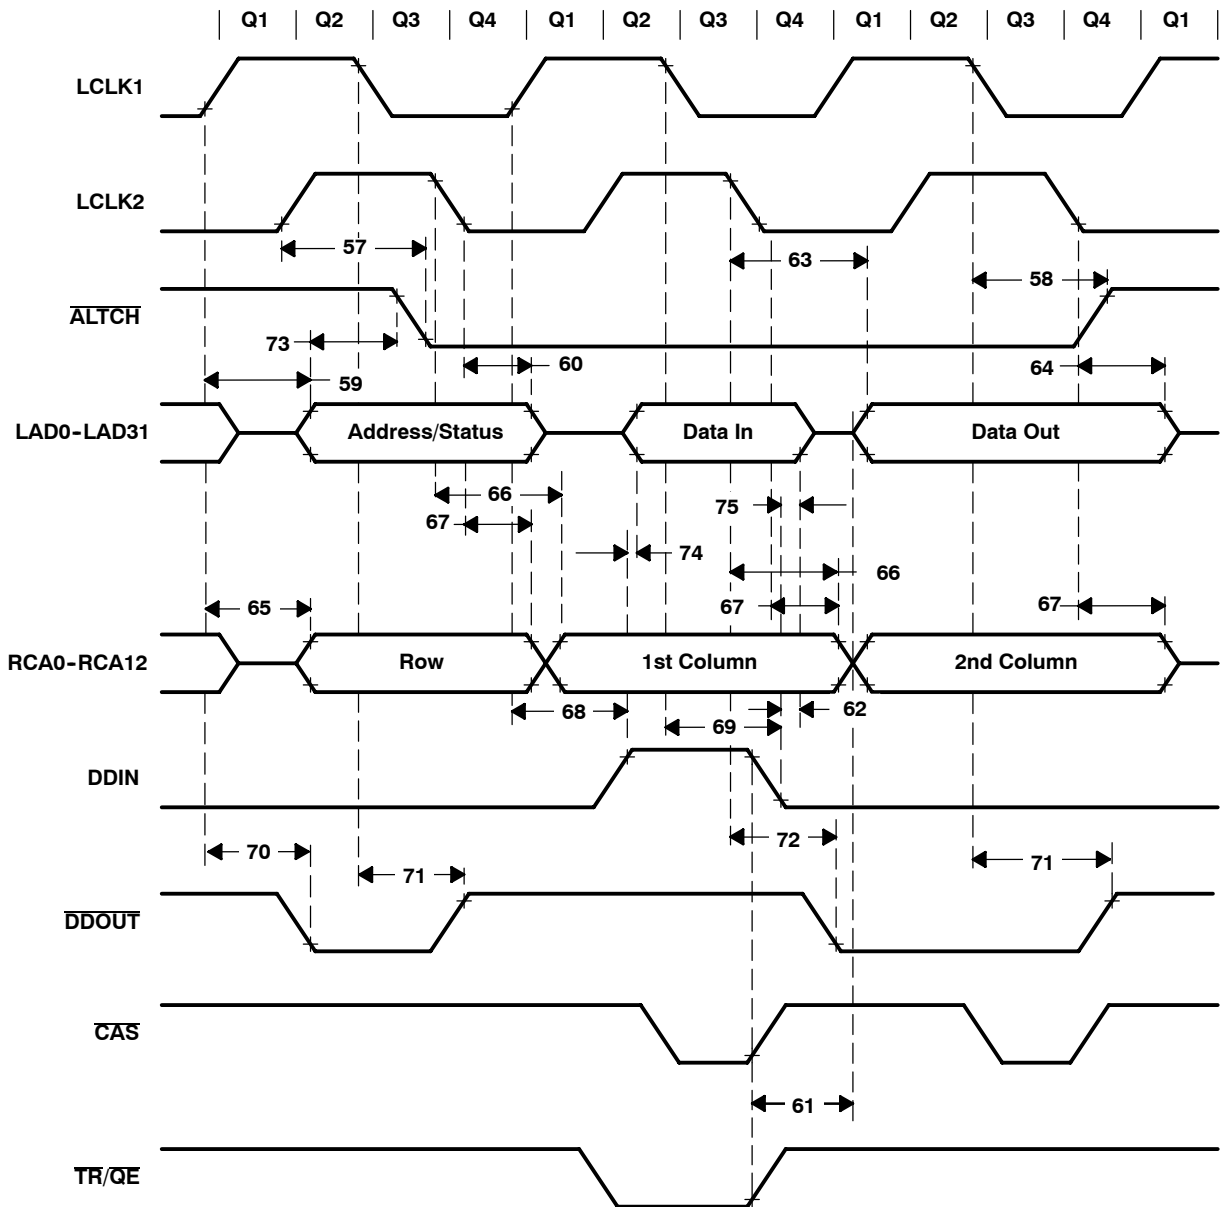 Q1 Q2 Q3 Q4 Q1 Q2 Q3 Q4 Q1 Q2 Q3 Q4 Q1
LCLK1
LCLK2
57
63
58
ALTCH
73
60
64
59
LAD0-LAD31 Address/Status Data In Data Out
66
75
67
74
66
65
67
67
RCA0-RCA12 Row 1st Column 2nd Column
68
62
69
DDIN
72
70
71
71
DDOUT
CAS
61
TR/QE